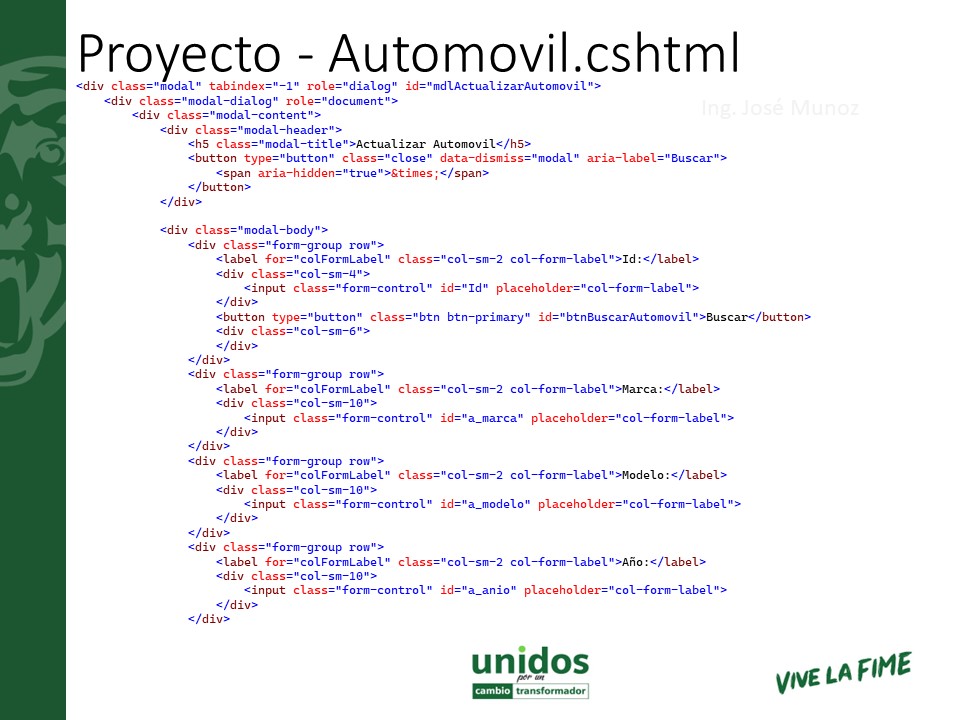 Proyecto - Automovil.cshtml
<div class="modal" tabindex="-1" role="dialog" id="mdlActualizarAutomovil">
    <div class="modal-dialog" role="document">
        <div class="modal-content">
            <div class="modal-header">
                <h5 class="modal-title">Actualizar Automovil</h5>
                <button type="button" class="close" data-dismiss="modal" aria-label="Buscar">
                    <span aria-hidden="true">&times;</span>
                </button>
            </div>
            <div class="modal-body">
                <div class="form-group row">
                    <label for="colFormLabel" class="col-sm-2 col-form-label">Id:</label>
                    <div class="col-sm-4">
                        <input class="form-control" id="Id" placeholder="col-form-label">
                    </div>
                    <button type="button" class="btn btn-primary" id="btnBuscarAutomovil">Buscar</button>
                    <div class="col-sm-6">
                    </div>
                </div>
                <div class="form-group row">
                    <label for="colFormLabel" class="col-sm-2 col-form-label">Marca:</label>
                    <div class="col-sm-10">
                        <input class="form-control" id="a_marca" placeholder="col-form-label">
                    </div>
                </div>
                <div class="form-group row">
                    <label for="colFormLabel" class="col-sm-2 col-form-label">Modelo:</label>
                    <div class="col-sm-10">
                        <input class="form-control" id="a_modelo" placeholder="col-form-label">
                    </div>
                </div>
                <div class="form-group row">
                    <label for="colFormLabel" class="col-sm-2 col-form-label">Año:</label>
                    <div class="col-sm-10">
                        <input class="form-control" id="a_anio" placeholder="col-form-label">
                    </div>
                </div>
Ing. José Munoz
unidos
por un
cambio transformador
VIVE LA FIME